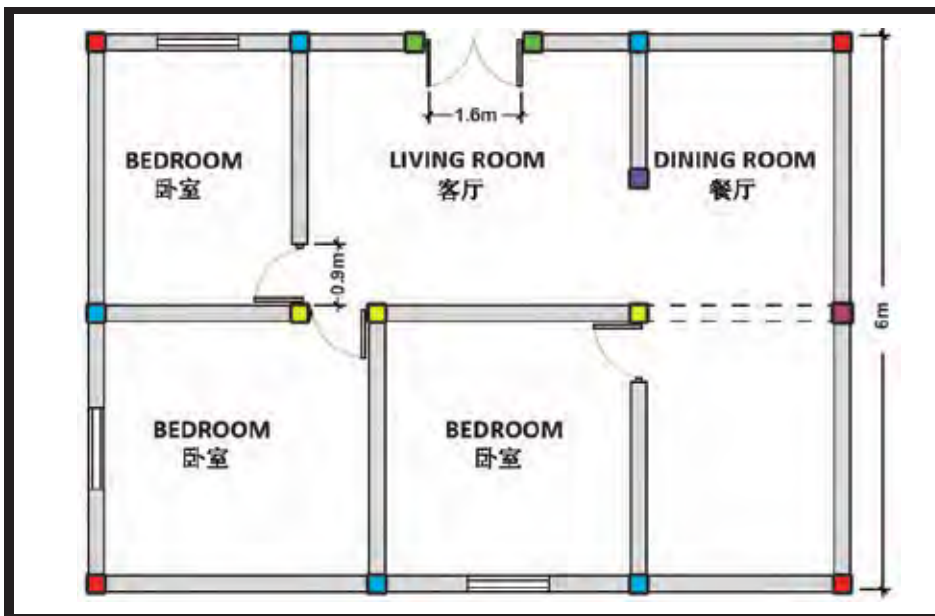 1.6m
BEDROOM
卧室
LIVING ROOM
客厅
DINING ROOM
餐厅
0.9m
6m
BEDROOM
卧室
BEDROOM
卧室